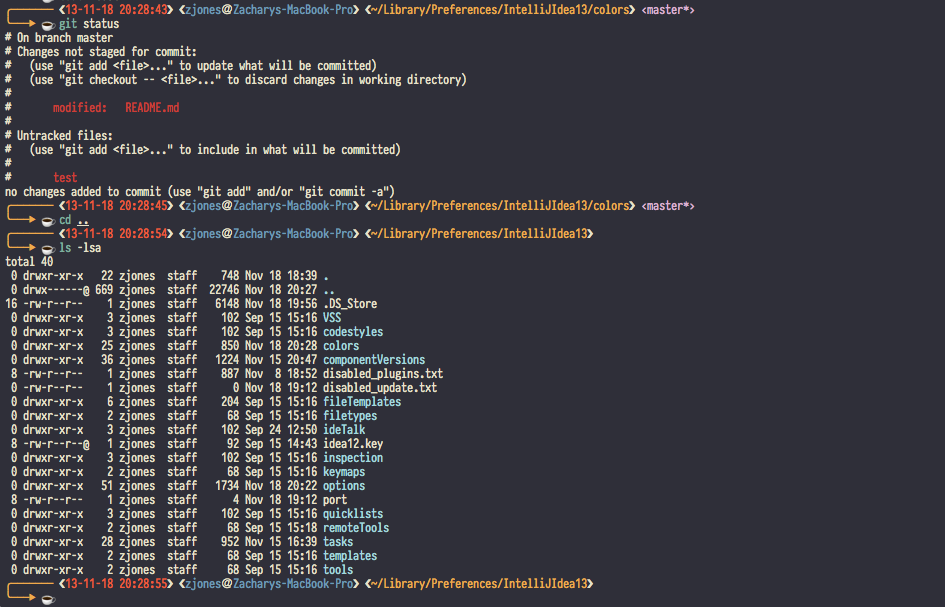 ❮13-11-18 20:28:43❯ ❮zjones@Zacharys-MacBook-Pro❯ ❮~/Library/Preferences/IntelliJIdea13/colors❯ ‹master*›
git status
# On branch master
# Changes not staged for commit:
#   (use "git add <file>..." to update what will be committed)
#   (use "git checkout -- <file>..." to discard changes in working directory)
#
#       modified:   README.md
#
# Untracked files:
#   (use "git add <file>..." to include in what will be committed)
#
#       test
no changes added to commit (use "git add" and/or "git commit -a")
❮13-11-18 20:28:45❯ ❮zjones@Zacharys-MacBook-Pro❯ ❮~/Library/Preferences/IntelliJIdea13/colors❯ ‹master*›
cd ..
❮13-11-18 20:28:54❯ ❮zjones@Zacharys-MacBook-Pro❯ ❮~/Library/Preferences/IntelliJIdea13❯
ls -lsa
total 40
 0 drwxr-xr-x   22 zjones  staff    748 Nov 18 18:39 .
 0 drwx------@ 669 zjones  staff  22746 Nov 18 20:27 ..
16 -rw-r--r--    1 zjones  staff   6148 Nov 18 19:56 .DS_Store
 0 drwxr-xr-x    3 zjones  staff    102 Sep 15 15:16 VSS
 0 drwxr-xr-x    3 zjones  staff    102 Sep 15 15:16 codestyles
 0 drwxr-xr-x   25 zjones  staff    850 Nov 18 20:28 colors
 0 drwxr-xr-x   36 zjones  staff   1224 Nov 15 20:47 componentVersions
 8 -rw-r--r--    1 zjones  staff    887 Nov  8 18:52 disabled_plugins.txt
 0 -rw-r--r--    1 zjones  staff      0 Nov 18 19:12 disabled_update.txt
 0 drwxr-xr-x    6 zjones  staff    204 Sep 15 15:16 fileTemplates
 0 drwxr-xr-x    2 zjones  staff     68 Sep 15 15:16 filetypes
 0 drwxr-xr-x    3 zjones  staff    102 Sep 24 12:50 ideTalk
 8 -rw-r--r--@   1 zjones  staff     92 Sep 15 14:43 idea12.key
 0 drwxr-xr-x    3 zjones  staff    102 Sep 15 15:16 inspection
 0 drwxr-xr-x    2 zjones  staff     68 Sep 15 15:16 keymaps
 0 drwxr-xr-x   51 zjones  staff   1734 Nov 18 20:22 options
 8 -rw-r--r--    1 zjones  staff      4 Nov 18 19:12 port
 0 drwxr-xr-x    3 zjones  staff    102 Sep 15 15:16 quicklists
 0 drwxr-xr-x    2 zjones  staff     68 Sep 15 15:18 remoteTools
 0 drwxr-xr-x   28 zjones  staff    952 Nov 15 16:39 tasks
 0 drwxr-xr-x    2 zjones  staff     68 Sep 15 15:16 templates
 0 drwxr-xr-x    2 zjones  staff     68 Sep 15 15:16 tools
❮13-11-18 20:28:55❯ ❮zjones@Zacharys-MacBook-Pro❯ ❮~/Library/Preferences/IntelliJIdea13❯